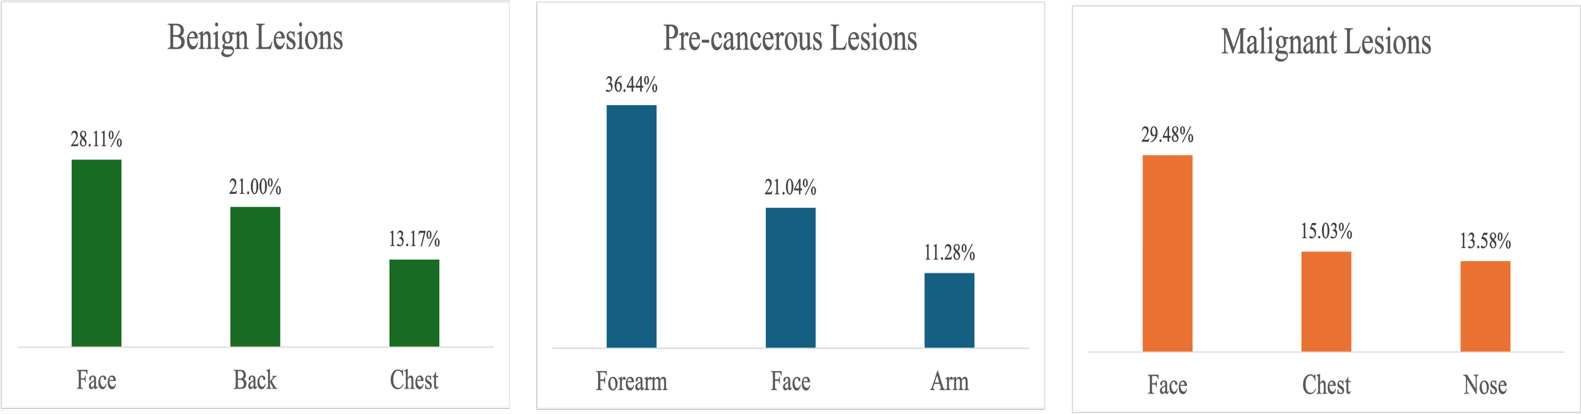 Benign Lesions
28.11%
21.00%
13.17%
Face Back Chest
Pre-cancerous Lesions
36.44%
21.04%
11.28%
Forearm Face Arm
Malignant Lesions
29.48%
15.03%
13.58%
Face Chest Nose